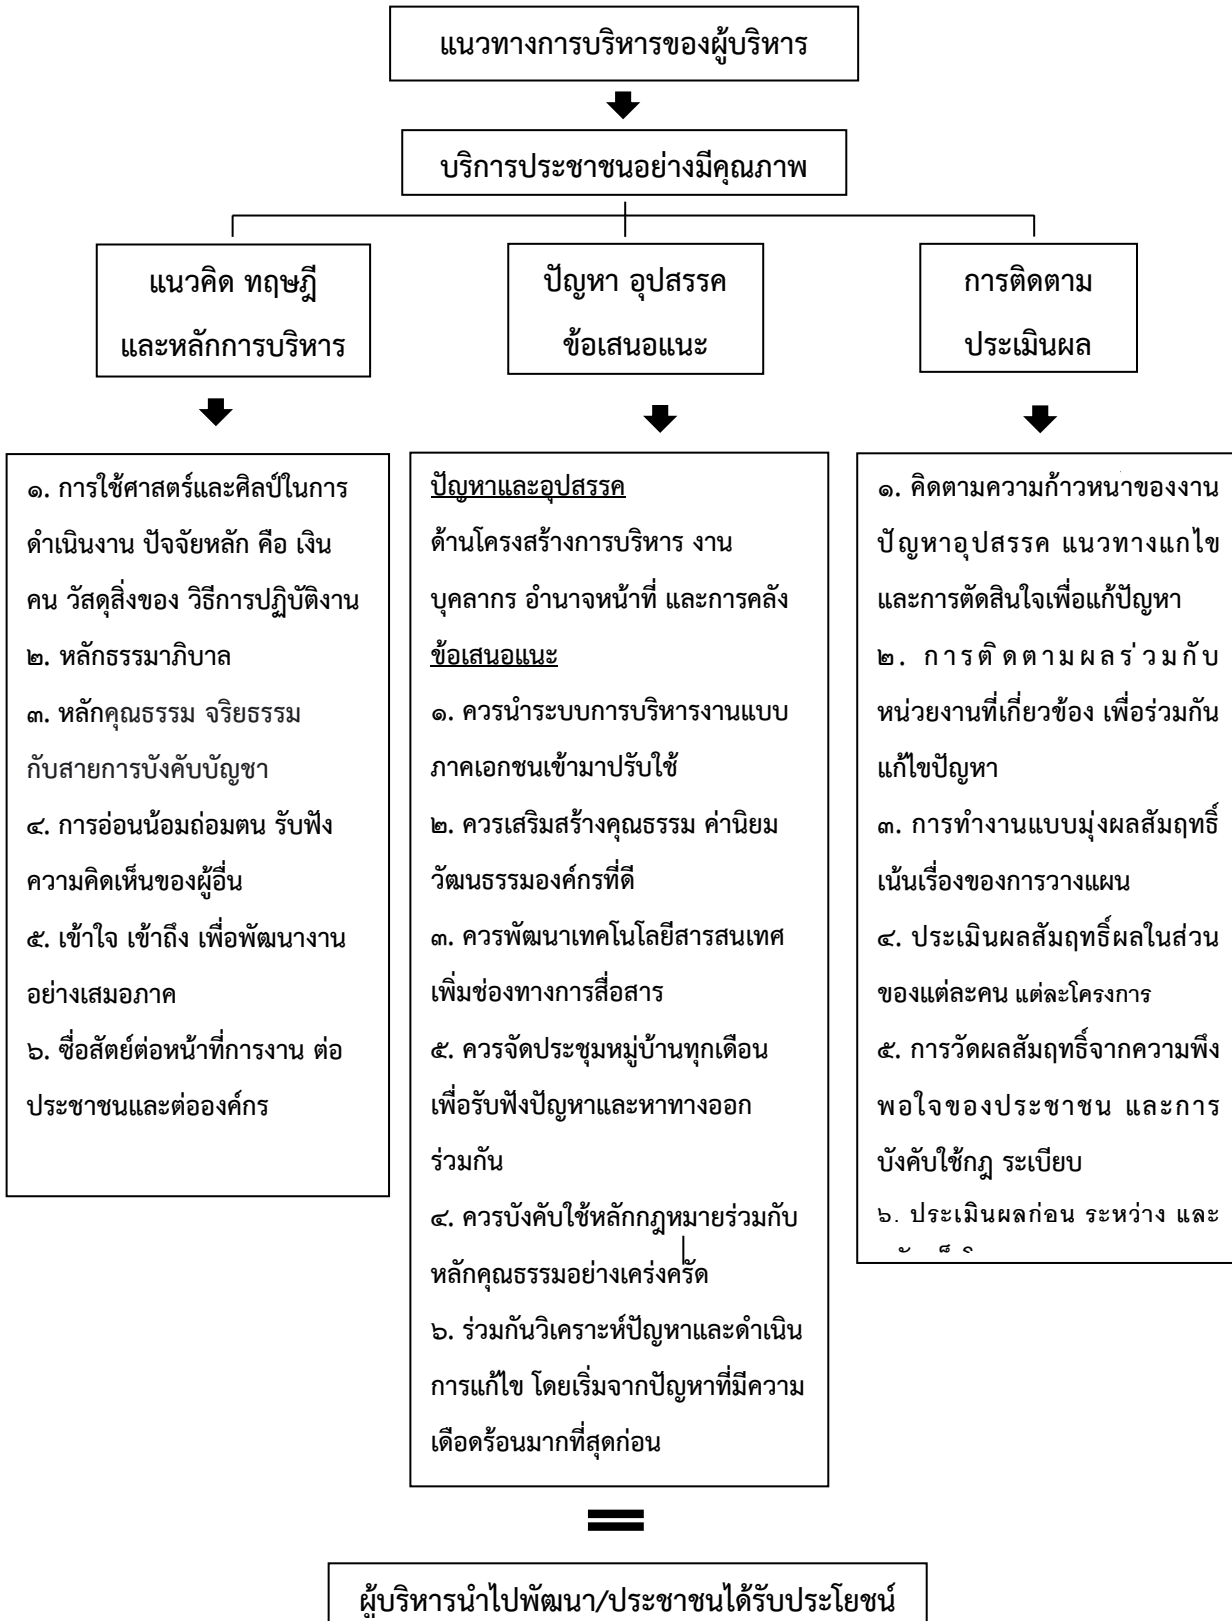 แนวทางการบริหารของผู้บริหาร
บริการประชาชนอย่างมีคุณภาพ
แนวคิด ทฤษฎี
และหลักการบริหาร
ปัญหา อุปสรรค
ข้อเสนอแนะ
การติดตาม
ประเมินผล
๑. การใช้ศาสตร์และศิลป์ในการ
ดำเนินงาน ปัจจัยหลัก คือ เงิน
คน วัสดุสิ่งของ วิธีการปฏิบัติงาน
๒. หลักธรรมาภิบาล
๓. หลักคุณธรรม จริยธรรม
กับสายการบังคับบัญชา
๔. การอ่อนน้อมถ่อมตน รับฟัง
ความคิดเห็นของผู้อื่น
๕. เข้าใจ เข้าถึง เพื่อพัฒนางาน
อย่างเสมอภาค
๖. ซื่อสัตย์ต่อหน้าที่การงาน ต่อ
ประชาชนและต่อองค์กร
ปัญหาและอุปสรรค
ด้านโครงสร้างการบริหาร งาน
บุคลากร อำนาจหน้าที่ และการคลัง
ข้อเสนอแนะ
๑. ควรนำระบบการบริหารงานแบบ
ภาคเอกชนเข้ามาปรับใช้
๒. ควรเสริมสร้างคุณธรรม ค่านิยม
วัฒนธรรมองค์กรที่ดี
๓. ควรพัฒนาเทคโนโลยีสารสนเทศ
เพิ่มช่องทางการสื่อสาร
๕. ควรจัดประชุมหมู่บ้านทุกเดือน
เพื่อรับฟังปัญหาและหาทางออก
ร่วมกัน
๔. ควรบังคับใช้หลักกฎหมายร่วมกับ
หลักคุณธรรมอย่างเคร่งครัด
๖. ร่วมกันวิเคราะห์ปัญหาและดำเนิน
การแก้ไข โดยเริ่มจากปัญหาที่มีความ
เดือดร้อนมากที่สุดก่อน
๑. คิดตามความก้าวหนาของงาน
ปัญหาอุปสรรค แนวทางแกไข
และการตัดสินใจเพื่อแก้ปัญหา
๒. การติดตามผลร่วมกับ
หน่วยงานที่เกี่ยวข้อง เพื่อร่วมกัน
แก้ไขปัญหา
๓. การทำงานแบบมุ่งผลสัมฤทธิ์
เน้นเรื่องของการวางแผน
๔. ประเมินผลสัมฤทธิ์ผลในส่วน
ของแต่ละคน แต่ละโครงการ
๕. การวัดผลสัมฤทธิ์จากความพึง
พอใจของประชาชน และการ
บังคับใช้กฎ ระเบียบ
๖. ประเมินผลก่อน ระหว่าง และ
ผู้บริหารนำไปพัฒนา/ประชาชนได้รับประโยชน์